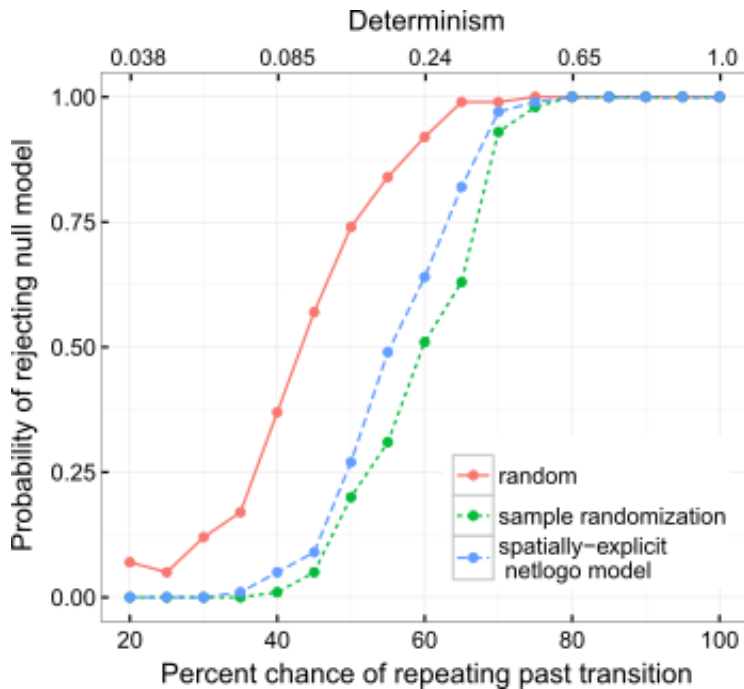 Determinism
0.038 0.085 0.24 0.65 1.0
Probability of rejecting null model
1.00
0.75
0.50
0.25
0.00
random
sample randomization
spatially-explicit
netlogo model
20 40 60 80 100
Percent chance of repeating past transition